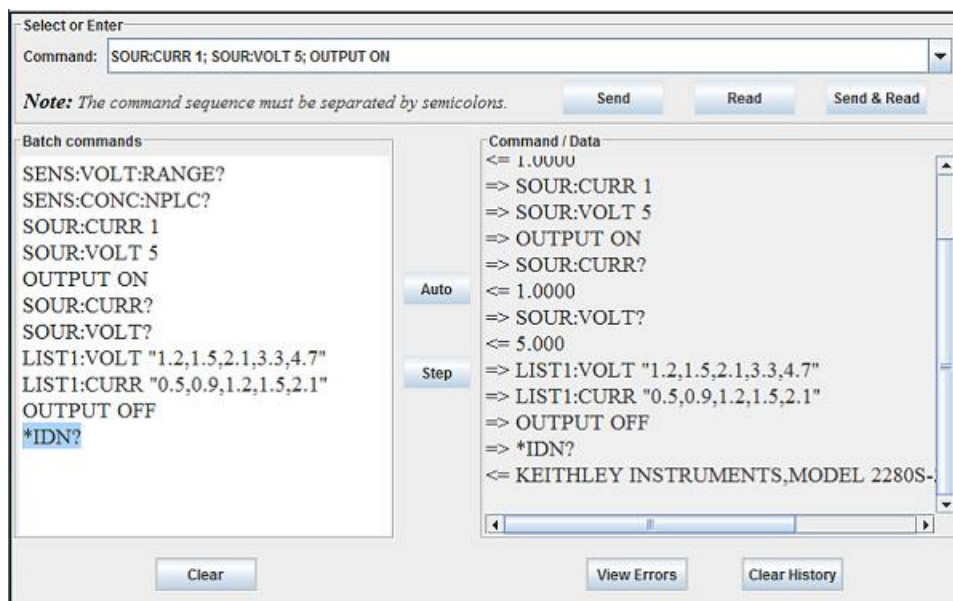 Select or Enter
Command: SOUR:CURR 1; SOUR:VOLT 5; OUTPUT ON
Note: The command sequence must be separated by semicolons.
Send
Read
Send & Read
Batch commands
SENS:VOLT:RANGE?
SENS:CONC:NPLC?
SOUR:CURR 1
SOUR:VOLT 5
OUTPUT ON
SOUR:CURR?
SOUR:VOLT?
LIST1:VOLT "1.2,1.5,2.1,3.3,4.7"
LIST1:CURR "0.5,0.9,1.2,1.5,2.1"
OUTPUT OFF
*IDN?
Auto
Step
Command / Data
<= 1.0000
=> SOUR:CURR 1
=> SOUR:VOLT 5
=> OUTPUT ON
=> SOUR:CURR?
<= 1.0000
=> SOUR:VOLT?
<= 5.000
=> LIST1:VOLT "1.2,1.5,2.1,3.3,4.7"
=> LIST1:CURR "0.5,0.9,1.2,1.5,2.1"
=> OUTPUT OFF
=> *IDN?
<= KEITHLEY INSTRUMENTS,MODEL 2280S-
Clear
View Errors
Clear History